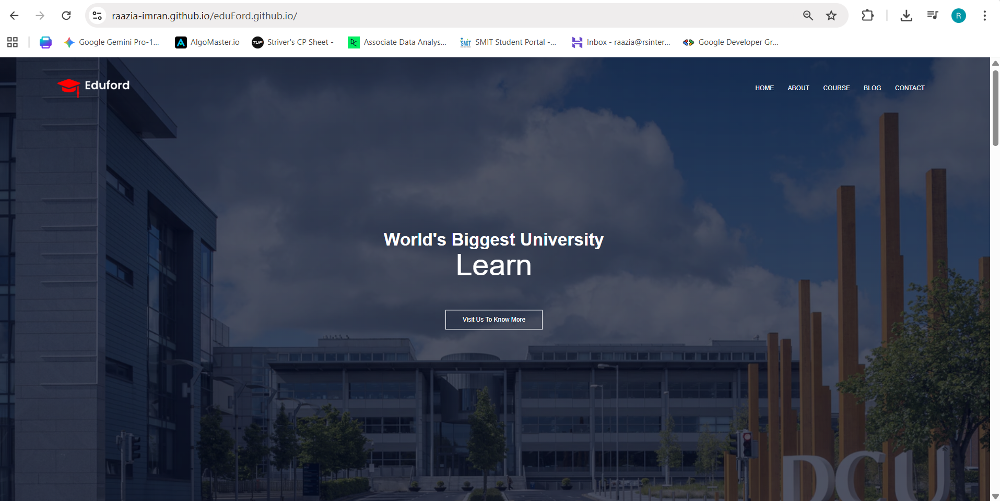 raazia-imran.github.io/eduFord.github.io/
R
Google Gemini Pro-1...
AlgoMaster.io
TUF
Striver's CP Sheet -
Associate Data Analys...
SMIT
SMIT Student Portal -...
Inbox - raazia@rsinter...
Google Developer Gr...
Eduford
HOME ABOUT COURSE BLOG CONTACT
World's Biggest University
Learn
Visit Us To Know More
DCU